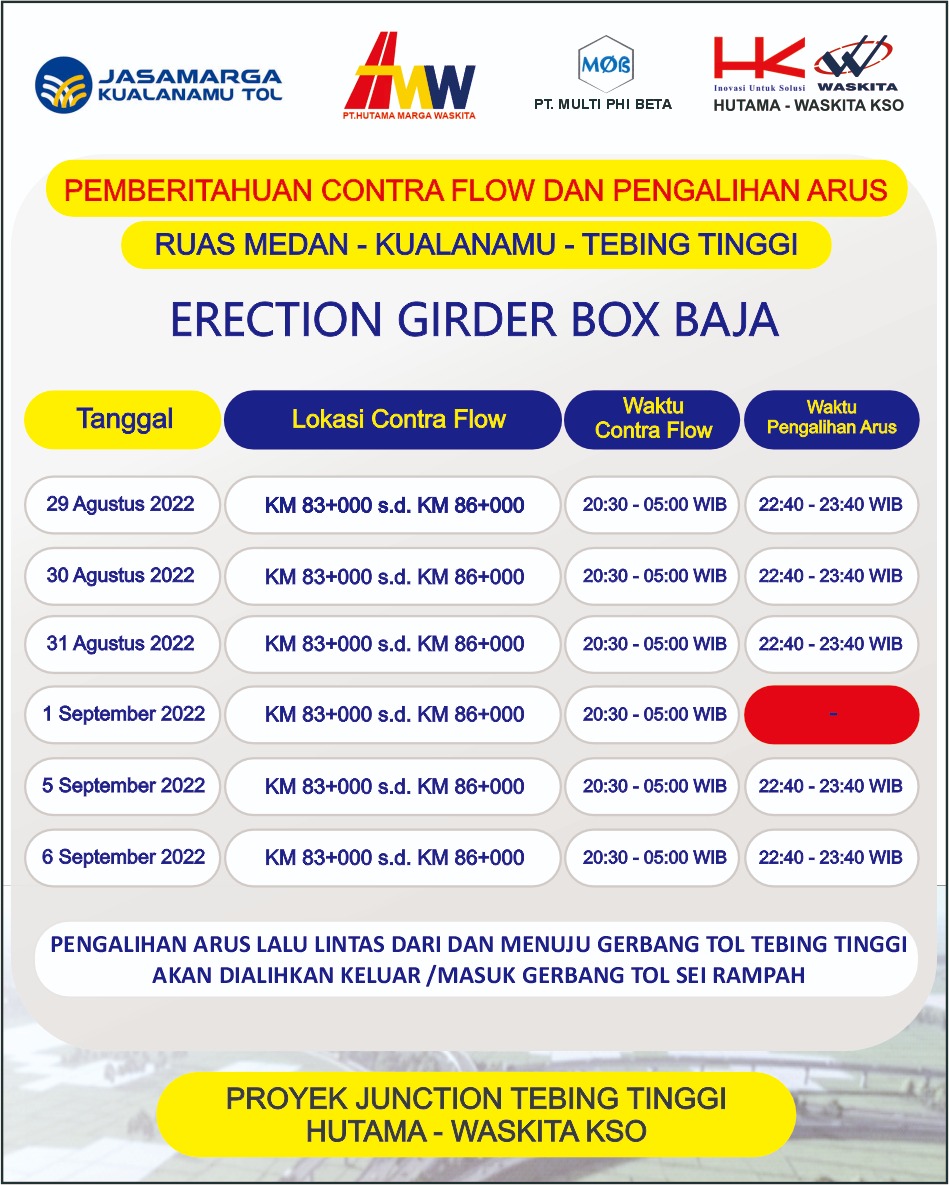 JASAMARGA
KUALANAMU TOL
HMW
PT.HUTAMA MARGA WASKITA
MØß
PT. MULTI PHI BETA
HK
Inovasi Untuk Solusi
WASKITA
HUTAMA - WASKITA KSO
PEMBERITAHUAN CONTRA FLOW DAN PENGALIHAN ARUS
RUAS MEDAN - KUALANAMU - TEBING TINGGI
ERECTION GIRDER BOX BAJA
Tanggal Lokasi Contra Flow Waktu Contra Flow Waktu Pengalihan Arus
29 Agustus 2022 KM 83+000 s.d. KM 86+000 20:30 - 05:00 WIB 22:40 - 23:40 WIB
30 Agustus 2022 KM 83+000 s.d. KM 86+000 20:30 - 05:00 WIB 22:40 - 23:40 WIB
31 Agustus 2022 KM 83+000 s.d. KM 86+000 20:30 - 05:00 WIB 22:40 - 23:40 WIB
1 September 2022 KM 83+000 s.d. KM 86+000 20:30 - 05:00 WIB -
5 September 2022 KM 83+000 s.d. KM 86+000 20:30 - 05:00 WIB 22:40 - 23:40 WIB
6 September 2022 KM 83+000 s.d. KM 86+000 20:30 - 05:00 WIB 22:40 - 23:40 WIB
PENGALIHAN ARUS LALU LINTAS DARI DAN MENUJU GERBANG TOL TEBING TINGGI
AKAN DIALIHKAN KELUAR /MASUK GERBANG TOL SEI RAMPAH
PROYEK JUNCTION TEBING TINGGI
HUTAMA - WASKITA KSO